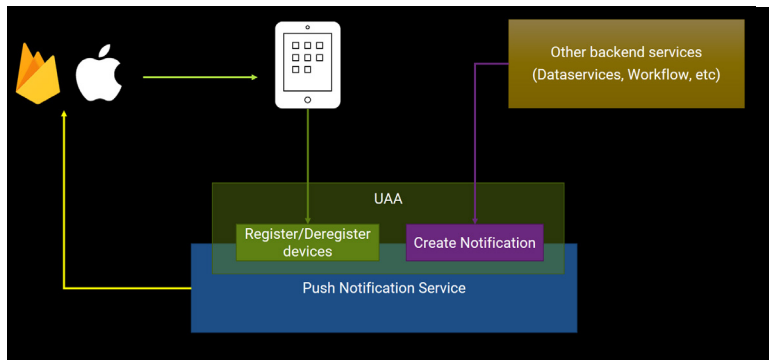 Other backend services
(Dataservices, Workflow, etc)
UAA
Register/Deregister
devices
Create Notification
Push Notification Service